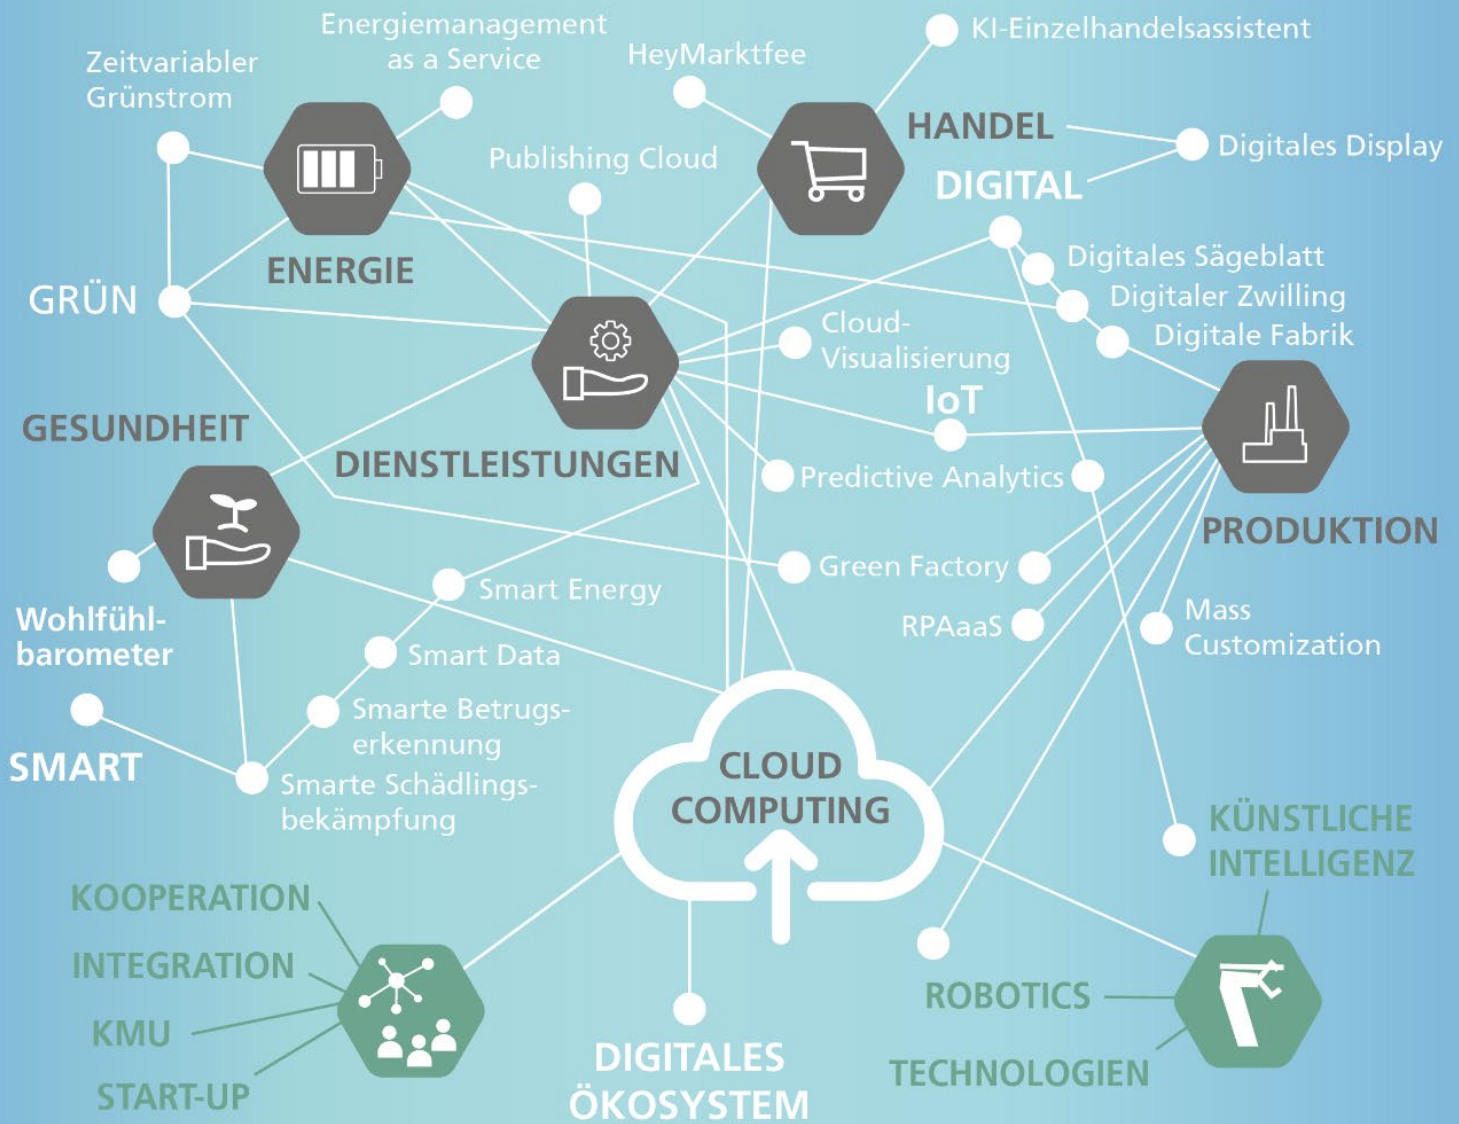 Energiemanagement
as a Service
Zeitvariabler
Grünstrom
HeyMarktfee
KI-Einzelhandelsassistent
HANDEL
Digitales Display
Publishing Cloud
DIGITAL
ENERGIE
GRÜN
Digitales Sägeblatt
Digitaler Zwilling
Digitale Fabrik
Cloud-
Visualisierung
IoT
GESUNDHEIT
DIENSTLEISTUNGEN
Predictive Analytics
PRODUKTION
Green Factory
Smart Energy
RPAaaS
Mass
Customization
Wohlfühl-
barometer
Smart Data
Smarte Betrugs-
erkennung
SMART
Smarte Schädlings-
bekämpfung
CLOUD
COMPUTING
KÜNSTLICHE
INTELLIGENZ
KOOPERATION
INTEGRATION
KMU
START-UP
ROBOTICS
TECHNOLOGIEN
DIGITALES
ÖKOSYSTEM